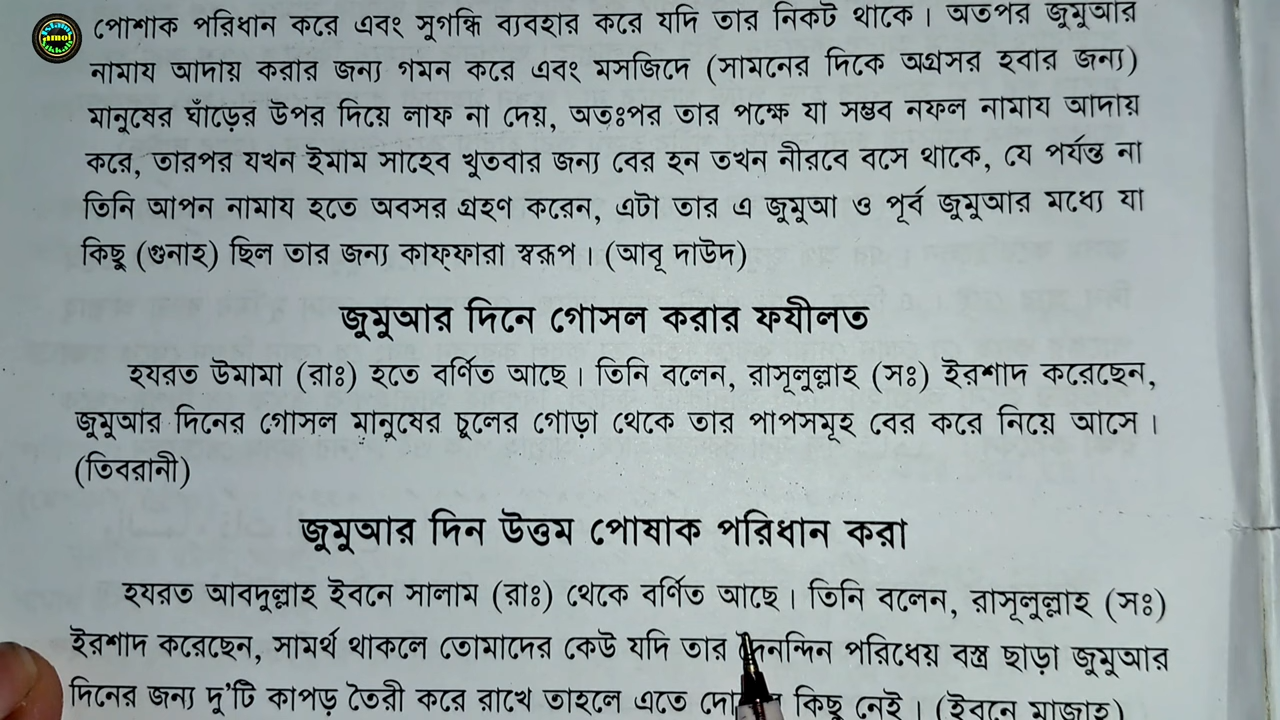 পোশাক পরিধান করে এবং সুগন্ধি ব্যবহার করে যদি তার নিকট থাকে। অতপর জুমুআর
নামায আদায় করার জন্য গমন করে এবং মসজিদে (সামনের দিকে অগ্রসর হবার জন্য)
মানুষের ঘাঁড়ের উপর দিয়ে লাফ না দেয়, অতঃপর তার পক্ষে যা সম্ভব নফল নামায আদায়
করে, তারপর যখন ইমাম সাহেব খুতবার জন্য বের হন তখন নীরবে বসে থাকে, যে পর্যন্ত না
তিনি আপন নামায হতে অবসর গ্রহণ করেন, এটা তার এ জুমুআ ও পূর্ব জুমুআর মধ্যে যা
কিছু (গুনাহ) ছিল তার জন্য কাফ্ফারা স্বরূপ। (আবূ দাউদ)
জুমুআর দিনে গোসল করার ফযীলত
হযরত উমামা (রাঃ) হতে বর্ণিত আছে। তিনি বলেন, রাসূলুল্লাহ (সঃ) ইরশাদ করেছেন,
জুমুআর দিনের গোসল মানুষের চুলের গোড়া থেকে তার পাপসমূহ বের করে নিয়ে আসে।
(তিবরানী)
জুমুআর দিন উত্তম পোষাক পরিধান করা
হযরত আবদুল্লাহ ইবনে সালাম (রাঃ) থেকে বর্ণিত আছে। তিনি বলেন, রাসূলুল্লাহ (সঃ)
ইরশাদ করেছেন, সামর্থ থাকলে তোমাদের কেউ যদি তার দৈনন্দিন পরিধেয় বস্ত্র ছাড়া জুমুআর
দিনের জন্য দু'টি কাপড় তৈরী করে রাখে তাহলে এতে কিছু নেই। (ইবনে মাজাহ)